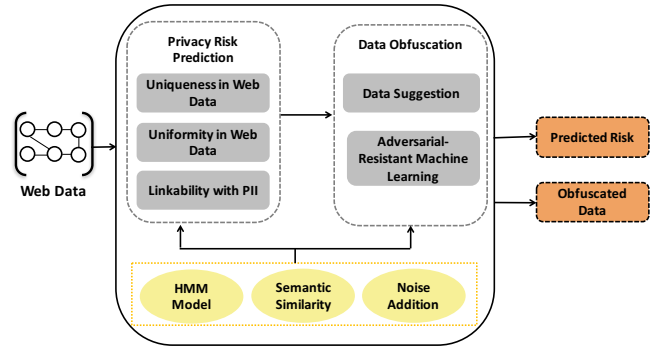 Privacy Risk
Prediction
Uniqueness in Web
Data
Uniformity in Web
Data
Linkability with PII
Data Obfuscation
Data Suggestion
Adversarial-
Resistant Machine
Learning
Web Data
Predicted Risk
Obfuscated
Data
HMM
Model
Semantic
Similarity
Noise
Addition